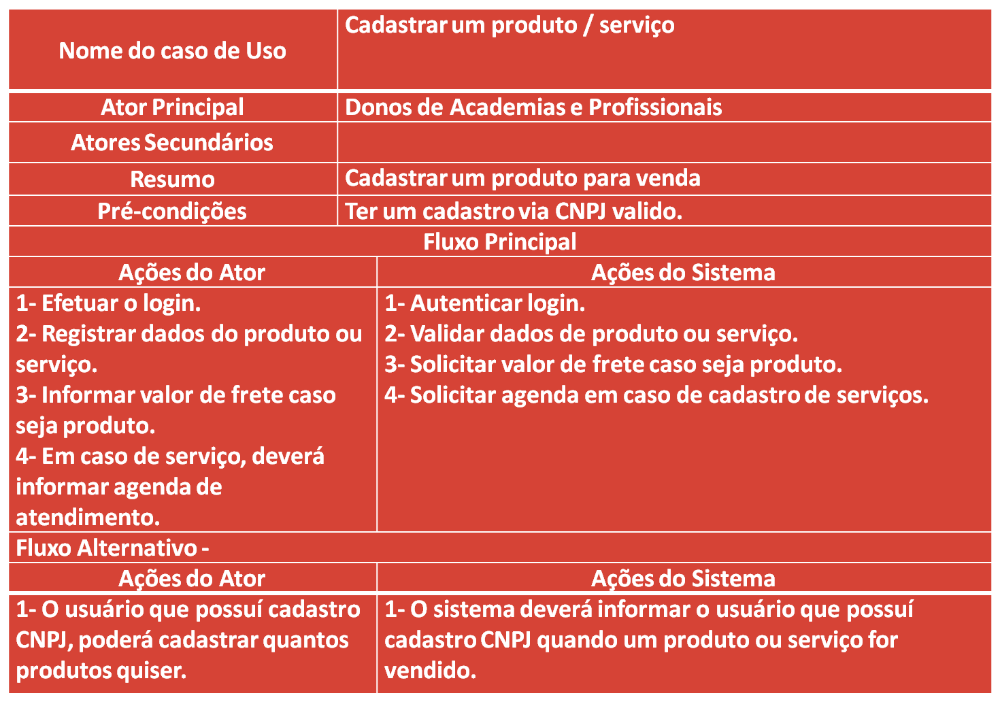 Nome do caso de Uso
Cadastrar um produto / serviço
Ator Principal
Donos de Academias e Profissionais
Atores Secundários
Resumo
Cadastrar um produto para venda
Pré-condições
Ter um cadastro via CNPJ valido.
Fluxo Principal
Ações do Ator
Ações do Sistema
1- Efetuar o login.
2- Registrar dados do produto ou
serviço.
3- Informar valor de frete caso
seja produto.
4- Em caso de serviço, deverá
informar agenda de
atendimento.
1- Autenticar login.
2- Validar dados de produto ou serviço.
3- Solicitar valor de frete caso seja produto.
4- Solicitar agenda em caso de cadastro de serviços.
Fluxo Alternativo -
Ações do Ator
Ações do Sistema
1- O usuário que possuí cadastro
CNPJ, poderá cadastrar quantos
produtos quiser.
1- O sistema deverá informar o usuário que possuí
cadastro CNPJ quando um produto ou serviço for
vendido.